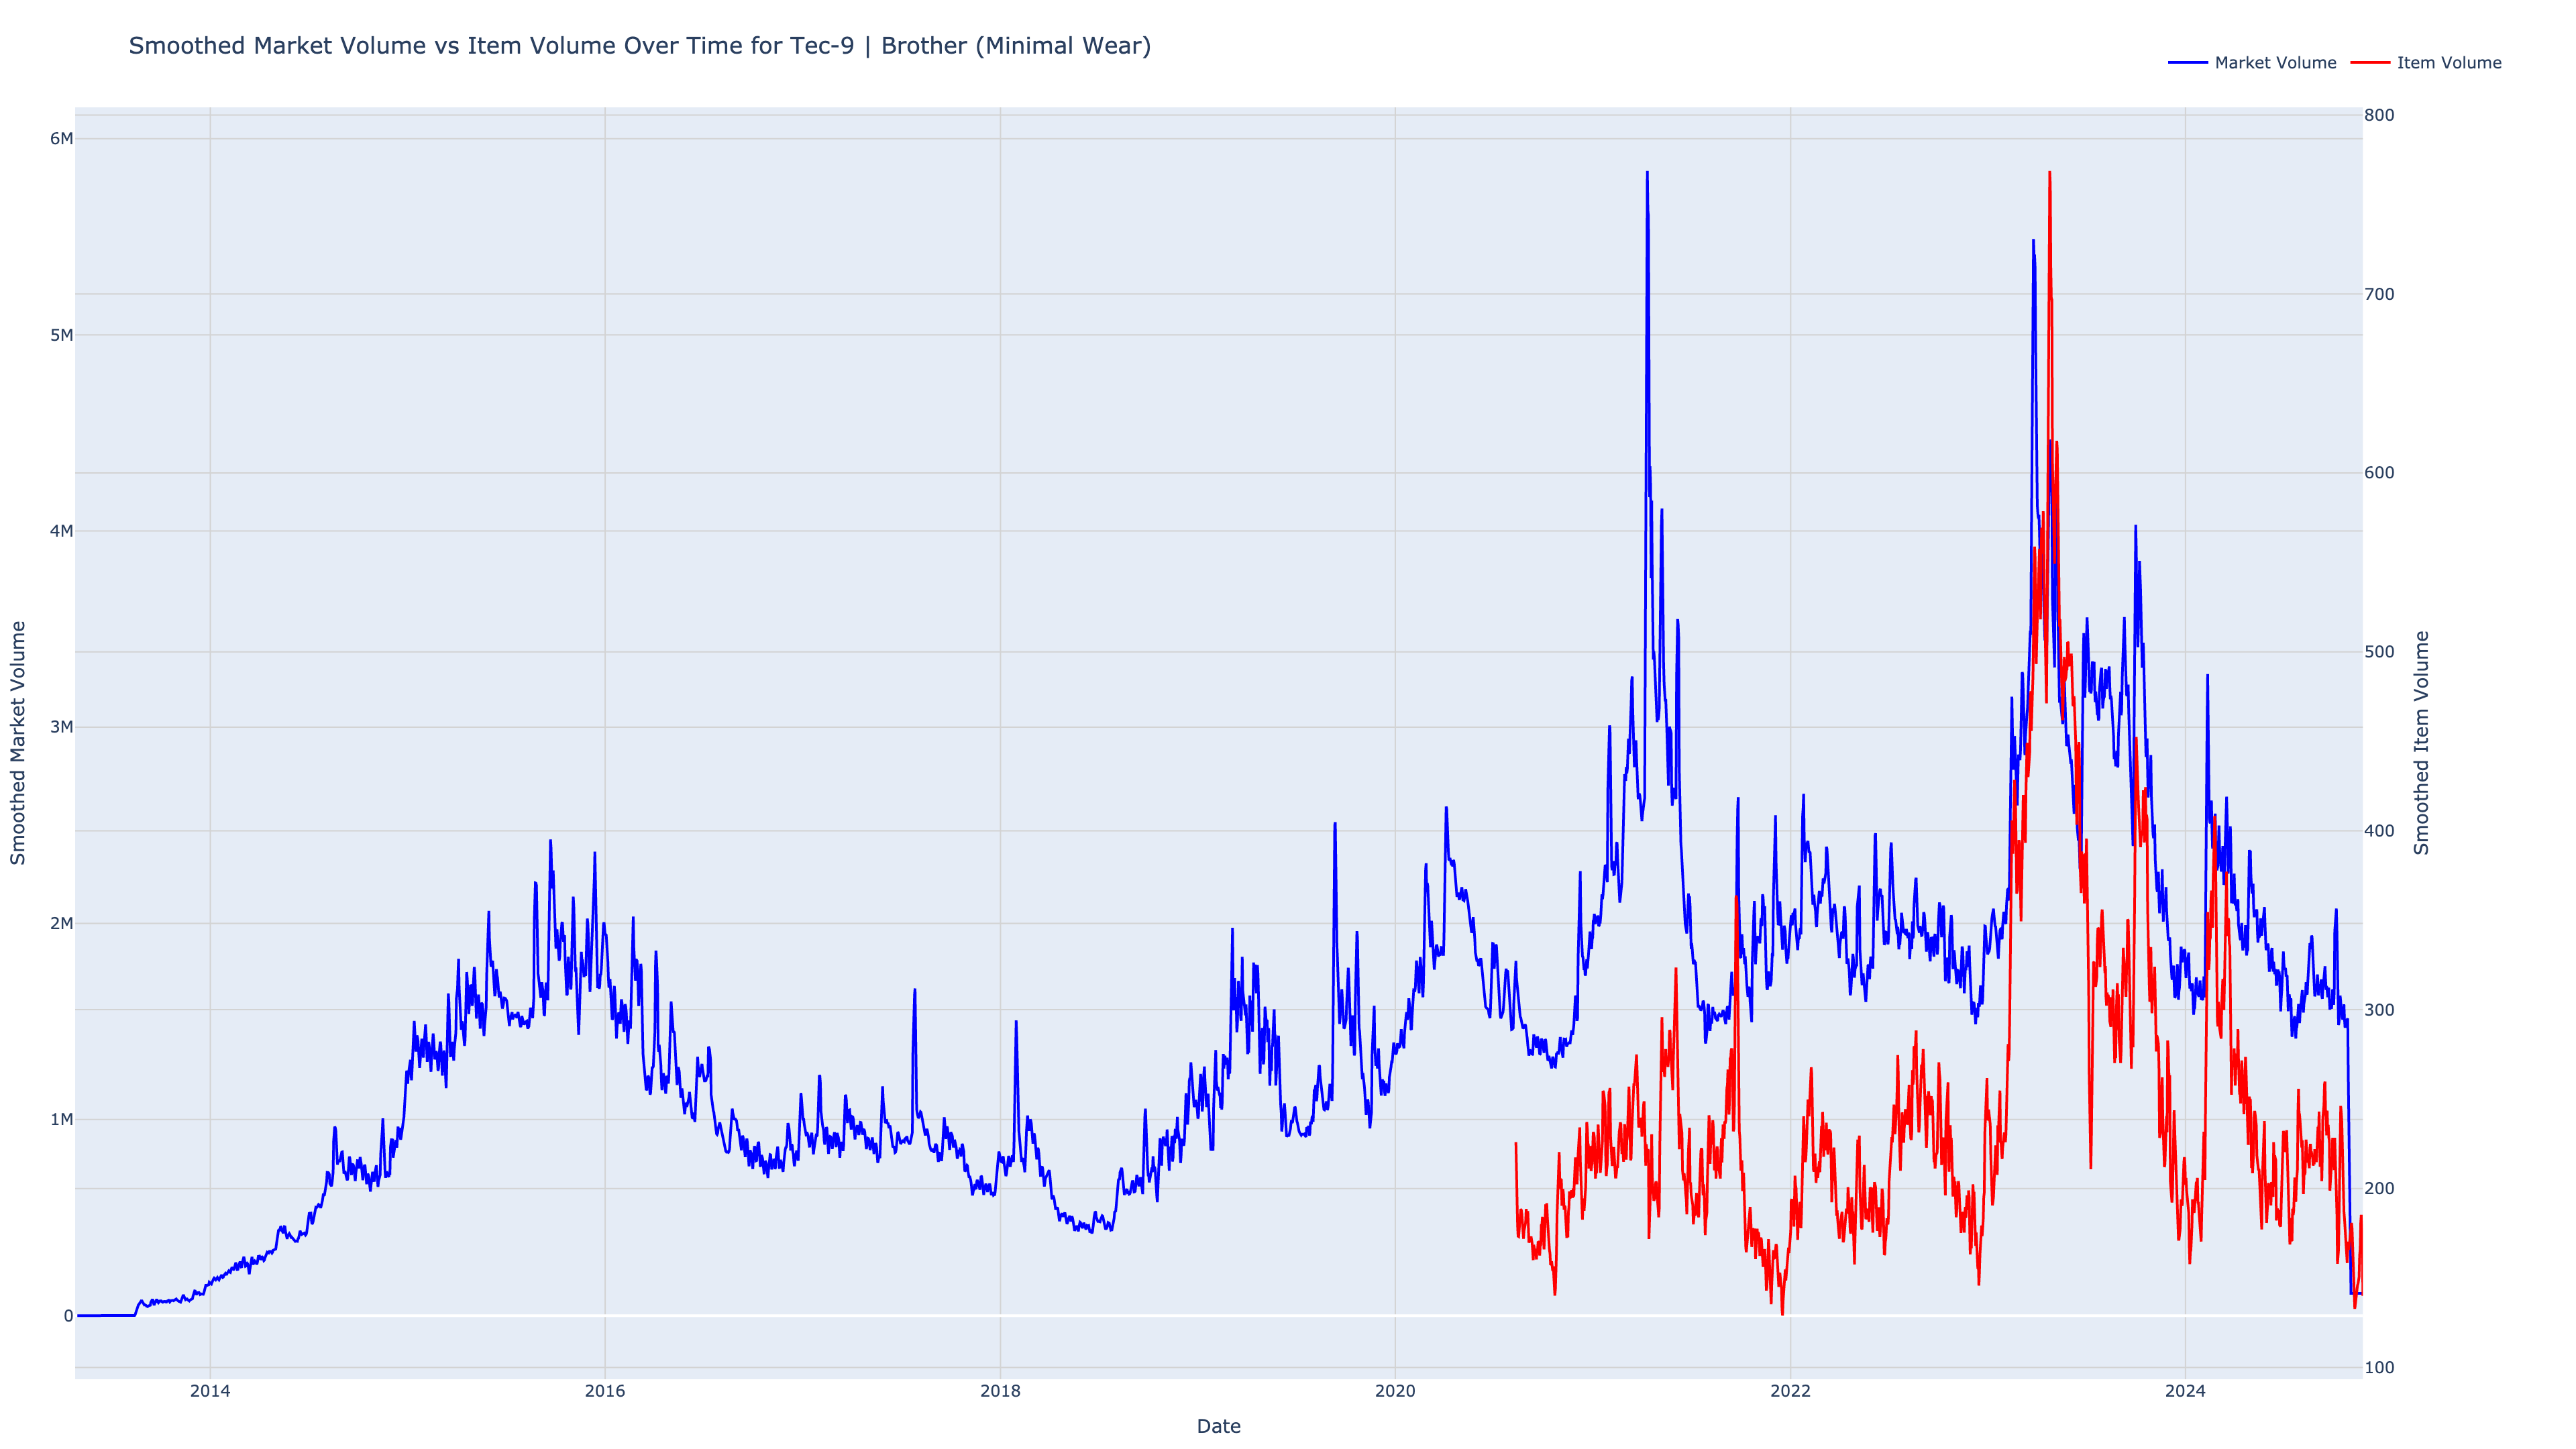 Smoothed Market Volume vs Item Volume Over Time for Tec-9 | Brother (Minimal Wear)
Market Volume
Item Volume
6M
5M
4M
3M
2M
1M
0
Smoothed Market Volume
800
700
600
500
400
300
200
100
Smoothed Item Volume
2014
2016
2018
2020
2022
2024
Date